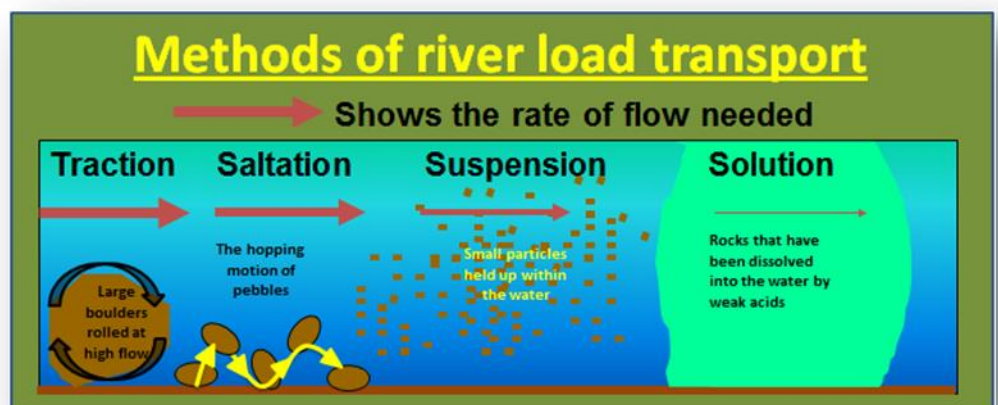 Methods of river load transport
Shows the rate of flow needed
Traction
Saltation
Suspension
Solution
Large
boulders
rolled at
high flow
The hopping
motion of
pebbles
Small particles
held up within
the water
Rocks that have
been dissolved
into the water by
weak acids